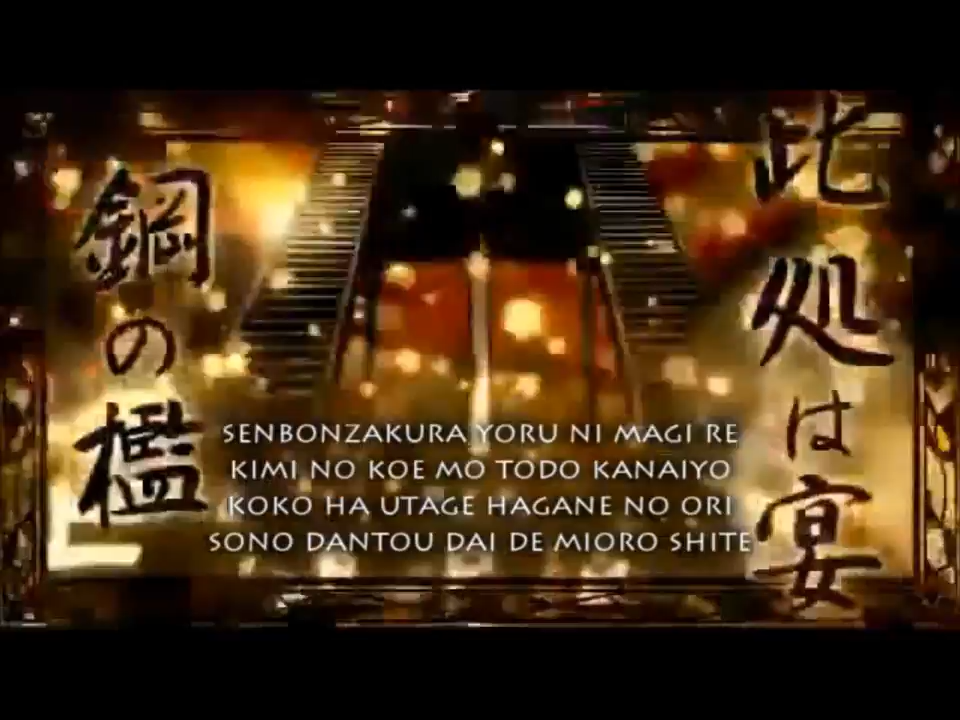 此処は宴
鋼の檻
SENBONZAKURA YORU NI MAGI RE
KIMI NO KOE MO TODO KANAIYO
KOKO HA UTAGE HAGANE NO ORI
SONO DANTOU DAI DE MIORO SHITE